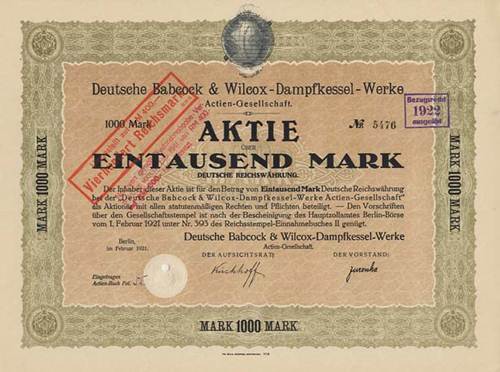 Deutsche Babcock & Wilcox-Dampfkessel-Werke
Actien-Gesellschaft.
1000 Mark
№ 5476
Bezugsrecht
1922
ausgeübt
AKTIE
ÜBER
EINTAUSEND MARK
DEUTSCHE REICHSWÄHRUNG.
Vierhundert Reichsmark
Der Inhaber dieser Aktie ist für den Betrag von Eintausend Mark Deutsche Reichswährung
bei der "Deutsche Babcock & Wilcox-Dampfkessel-Werke Actien-Gesellschaft"
als Aktionär mit allen statutenmäßigen Rechten und Pflichten beteiligt. — Den Vorschriften
über den Gesellschaftsstempel ist nach der Bescheinigung des Hauptzollamtes Berlin-Börse
vom 1. Februar 1921 unter Nr. 393 des Reichsstempel-Einnahmebuches II genügt.
Berlin,
im Februar 1921.
Deutsche Babcock & Wilcox-Dampfkessel-Werke
Actien-Gesellschaft.
DER AUFSICHTSRAT:
DER VORSTAND:
Kirchhoff
Jurenka
Eingetragen
Actien-Buch Fol.
MARK 1000 MARK
MARK 1000 MARK
MARK 1000 MARK